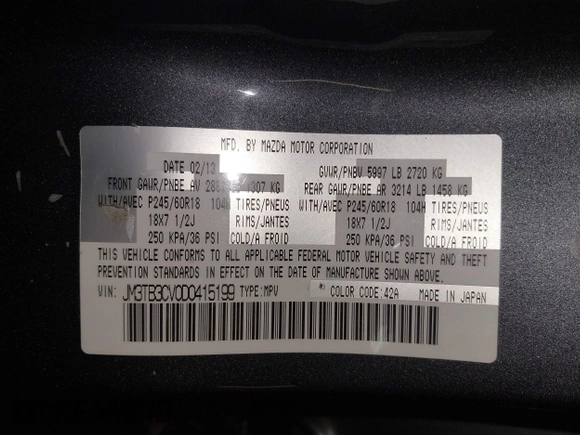 MFD. BY MAZDA MOTOR CORPORATION
DATE 02/13 GVWR/PNBV 5997 LB 2720 KG
FRONT GAWR/PNBE AV 1307 KG REAR GAWR/PNBE AR 3214 LB 1458 KG
WITH/AVEC P245/60R18 104H TIRES/PNEUS WITH/AVEC P245/60R18 104H TIRES/PNEUS
18X7 1/2J RIMS/JANTES 18X7 1/2J RIMS/JANTES
250 KPA/36 PSI COLD/A FROID 250 KPA/36 PSI COLD/A FROID
THIS VEHICLE CONFORMS TO ALL APPLICABLE FEDERAL MOTOR VEHICLE SAFETY AND THEFT
PREVENTION STANDARDS IN EFFECT ON THE DATE OF MANUFACTURE SHOWN ABOVE.
VIN: JM3TB3CV0D0415199 TYPE:MPV COLOR CODE:42A MADE IN JAPAN